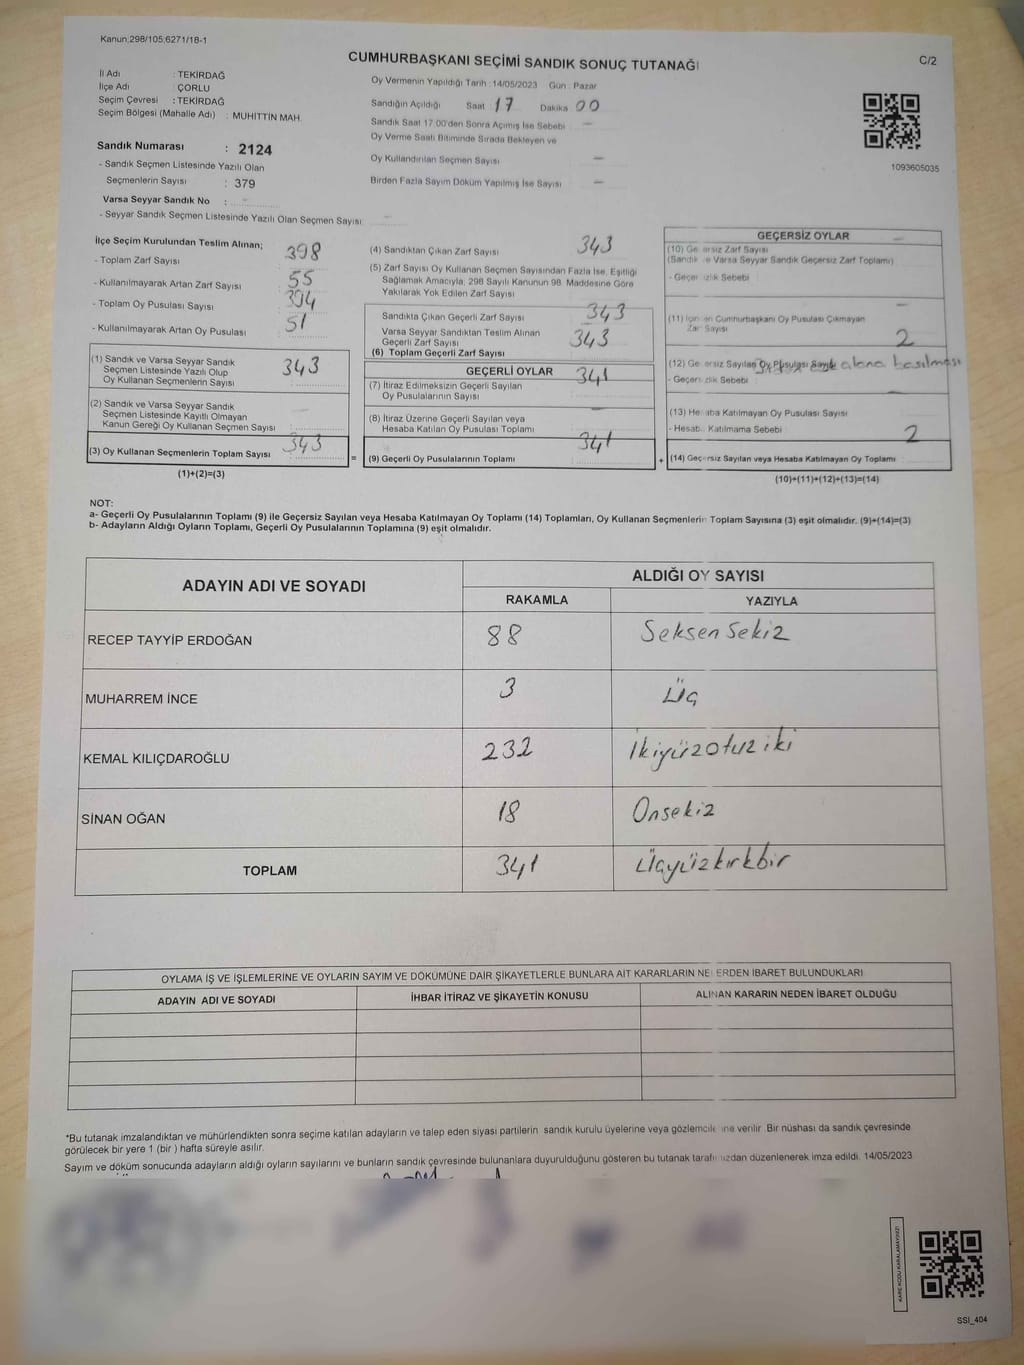 Kanun;298/105;6271/18-1
CUMHURBAŞKANI SEÇİMİ SANDIK SONUÇ TUTANAĞI
C/2
İl Adı : TEKİRDAĞ
İlçe Adı : ÇORLU
Seçim Çevresi : TEKİRDAĞ
Seçim Bölgesi (Mahalle Adı) : MUHİTTİN MAH.
Oy Vermenin Yapıldığı Tarih :14/05/2023 Gün : Pazar
Sandığın Açıldığı Saat 17 Dakika 00
Sandık Saat 17:00'den Sonra Açımış İse Sebebi —
Oy Verme Saati Bitiminde Sırada Bekleyen ve
Oy Kullandırılan Seçmen Sayısı —
Birden Fazla Sayım Döküm Yapılmış İse Sayısı —
1093605035
Sandık Numarası : 2124
- Sandık Seçmen Listesinde Yazılı Olan
Seçmenlerin Sayısı : 379
Varsa Seyyar Sandık No : —
- Seyyar Sandık Seçmen Listesinde Yazılı Olan Seçmen Sayısı: —
İlçe Seçim Kurulundan Teslim Alınan;
- Toplam Zarf Sayısı 398
- Kullanılmayarak Artan Zarf Sayısı 55
- Toplam Oy Pusulası Sayısı 394
- Kullanılmayarak Artan Oy Pusulası 51
(1) Sandık ve Varsa Seyyar Sandık
Seçmen Listesinde Yazılı Olup
Oy Kullanan Seçmenlerin Sayısı 343
(2) Sandık ve Varsa Seyyar Sandık
Seçmen Listesinde Kayıtlı Olmayan
Kanun Gereği Oy Kullanan Seçmen Sayısı —
(3) Oy Kullanan Seçmenlerin Toplam Sayısı 343
(1)+(2)=(3)
(4) Sandıktan Çıkan Zarf Sayısı 343
(5) Zarf Sayısı Oy Kullanan Seçmen Sayısından Fazla İse, Eşitliği
Sağlamak Amacıyla, 298 Sayılı Kanunun 98. Maddesine Göre
Yakılarak Yok Edilen Zarf Sayısı
Sandıkta Çıkan Geçerli Zarf Sayısı 343
Varsa Seyyar Sandıktan Teslim Alınan
Geçerli Zarf Sayısı
(6) Toplam Geçerli Zarf Sayısı 343
GEÇERLİ OYLAR
(7) İtiraz Edilmeksizin Geçerli Sayılan
Oy Pusulalarının Sayısı 341
(8) İtiraz Üzerine Geçerli Sayılan veya
Hesaba Katılan Oy Pusulası Toplamı —
= (9) Geçerli Oy Pusulalarının Toplamı 341
GEÇERSİZ OYLAR
(10) Geçersiz Zarf Sayısı —
(Sandık ve Varsa Seyyar Sandık Geçersiz Zarf Toplamı)
- Geçersizlik Sebebi
(11) İçinden Cumhurbaşkanı Oy Pusulası Çıkmayan
Zarf Sayısı —
(12) Geçersiz Sayılan Oy Pusulası Sayısı 2
- Geçersizlik Sebebi alana basılması
(13) Hesaba Katılmayan Oy Pusulası Sayısı —
- Hesaba Katılmama Sebebi
+ (14) Geçersiz Sayılan veya Hesaba Katılmayan Oy Toplamı 2
(10)+(11)+(12)+(13)=(14)
NOT:
a- Geçerli Oy Pusulalarının Toplamı (9) ile Geçersiz Sayılan veya Hesaba Katılmayan Oy Toplamı (14) Toplamları, Oy Kullanan Seçmenlerin Toplam Sayısına (3) eşit olmalıdır. (9)+(14)=(3)
b- Adayların Aldığı Oyların Toplamı, Geçerli Oy Pusulalarının Toplamına (9) eşit olmalıdır.
ADAYIN ADI VE SOYADI ALDIĞI OY SAYISI
RAKAMLA YAZIYLA
RECEP TAYYİP ERDOĞAN 88 Seksen Sekiz
MUHARREM İNCE 3 Üç
KEMAL KILIÇDAROĞLU 232 İkiyüzotuz iki
SİNAN OĞAN 18 Onsekiz
TOPLAM 341 Üçyüzkırkbir
OYLAMA İŞ VE İŞLEMLERİNE VE OYLARIN SAYIM VE DÖKÜMÜNE DAİR ŞİKAYETLERLE BUNLARA AİT KARARLARIN NELERDEN İBARET BULUNDUKLARI
ADAYIN ADI VE SOYADI İHBAR İTİRAZ VE ŞİKAYETİN KONUSU ALINAN KARARIN NEDEN İBARET OLDUĞU
*Bu tutanak imzalandıktan ve mühürlendikten sonra seçime katılan adayların ve talep eden siyasi partilerin sandık kurulu üyelerine veya gözlemcilerine verilir. Bir nüshası da sandık çevresinde
görülecek bir yere 1 (bir ) hafta süreyle asılır.
Sayım ve döküm sonucunda adayların aldığı oyların sayılarını ve bunların sandık çevresinde bulunanlara duyurulduğunu gösteren bu tutanak tarafımızdan düzenlenerek imza edildi. 14/05/2023
KARE KODU KARALAMAYINIZ!
SSI_404